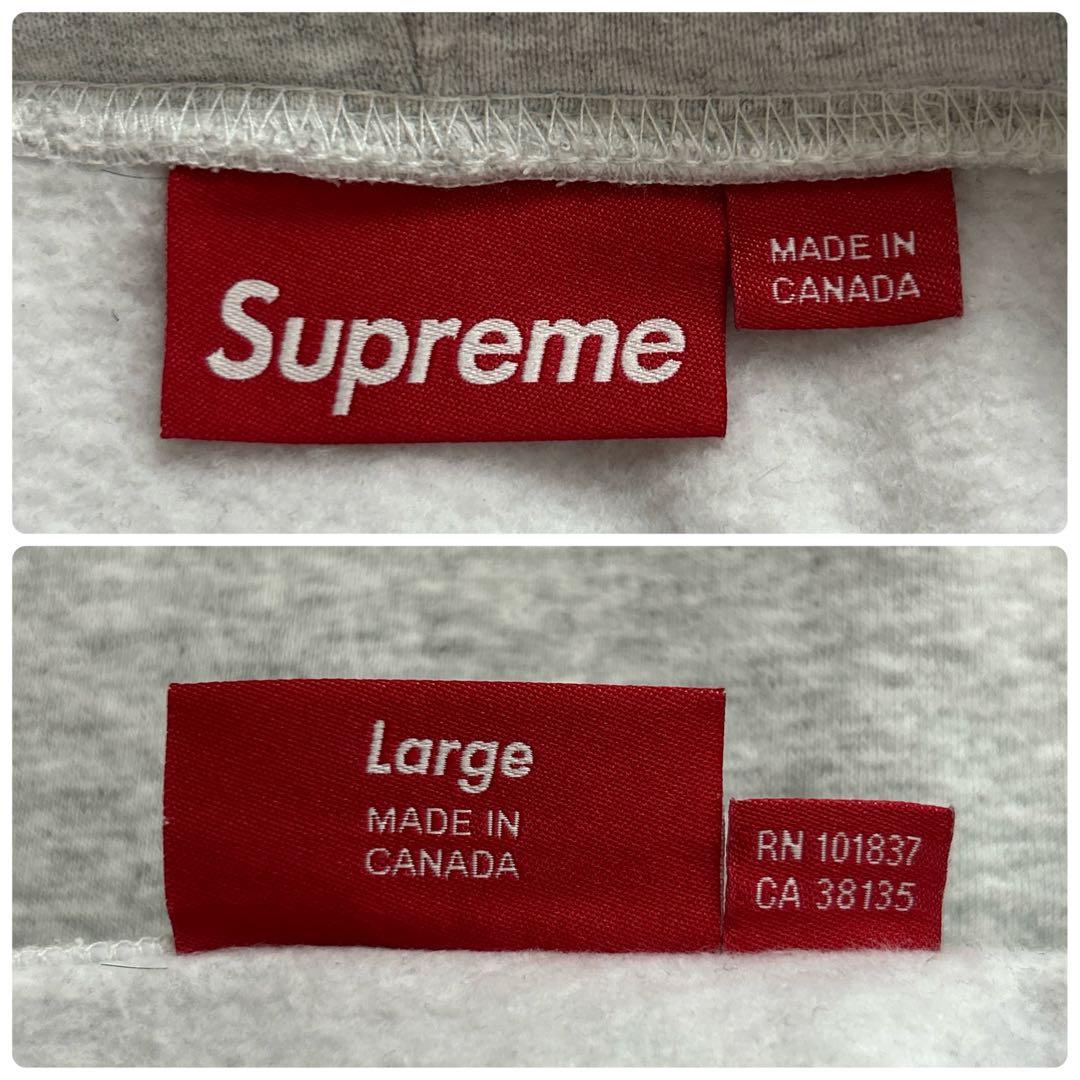 Supreme
MADE IN
CANADA
Large
MADE IN
CANADA
RN 101837
CA 38135